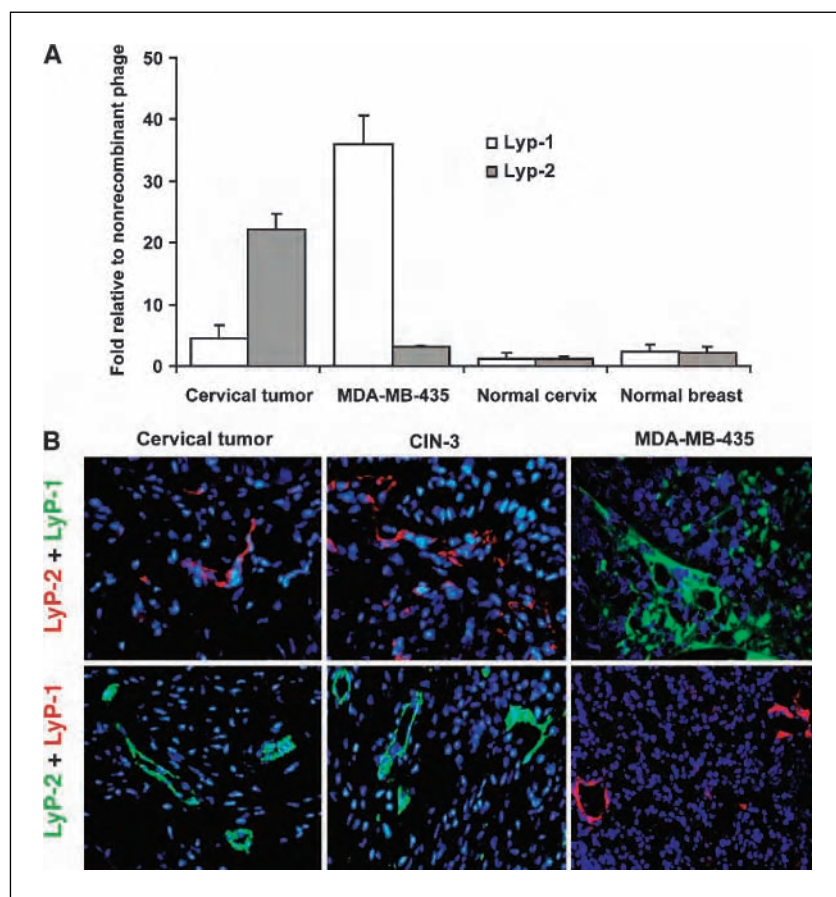 A
Fold relative to nonrecombinant phage
50
40
30
20
10
0
Lyp-1
Lyp-2
Cervical tumor
MDA-MB-435
Normal cervix
Normal breast
B
Cervical tumor
CIN-3
MDA-MB-435
LyP-2 + LyP-1
LyP-2 + LyP-1